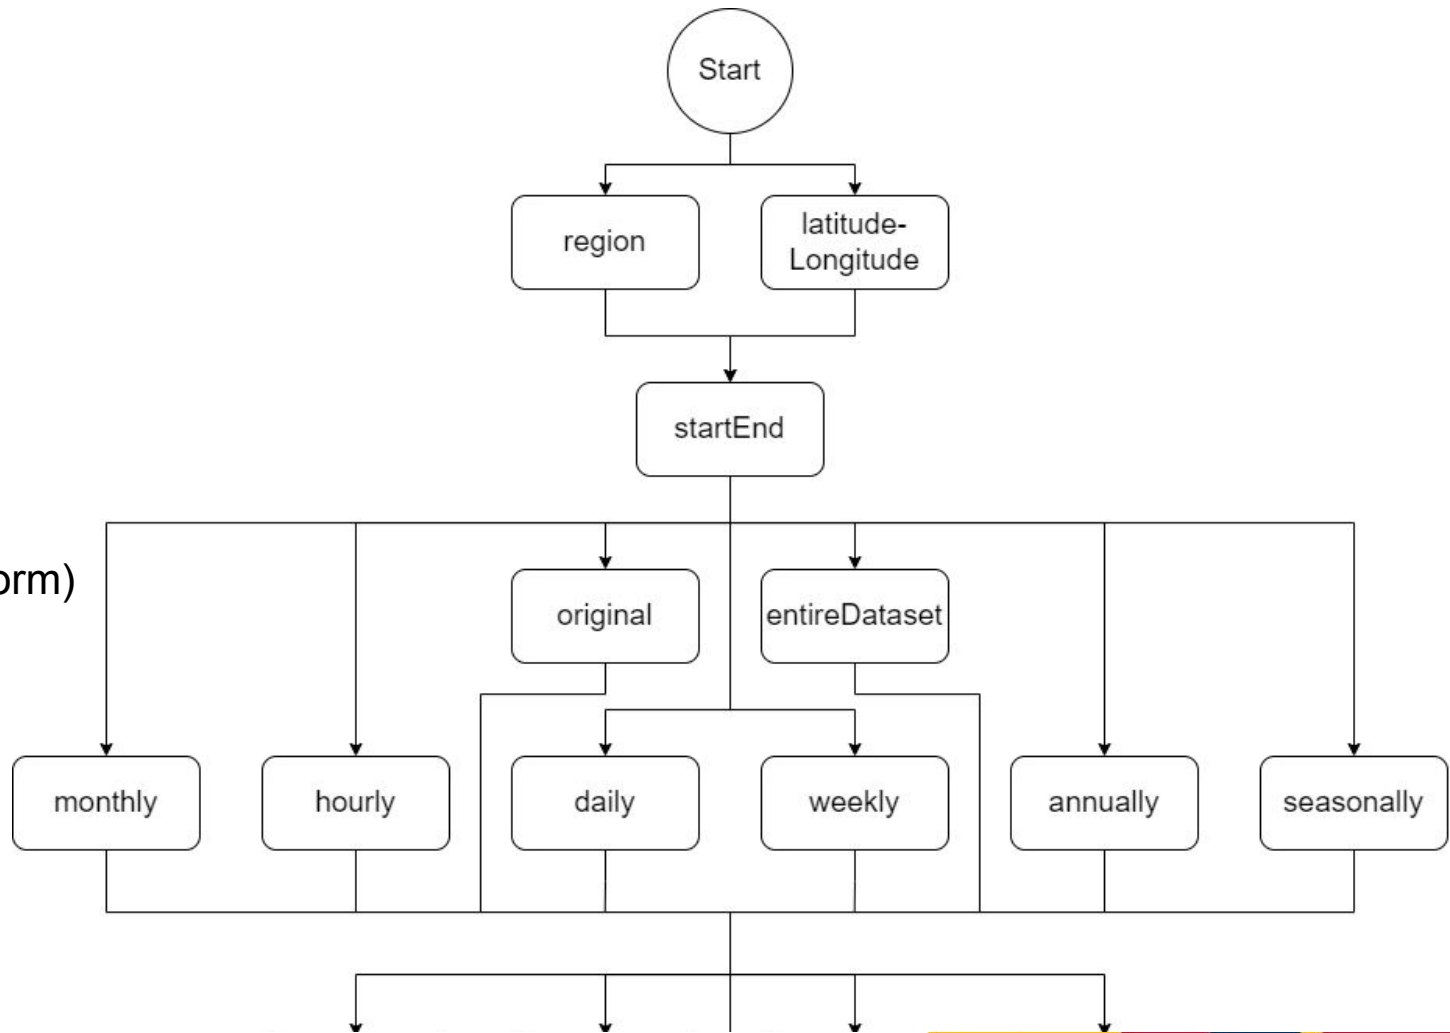 Start
region
latitude-
Longitude
startEnd
orm)
original
entireDataset
monthly
hourly
daily
weekly
annually
seasonally